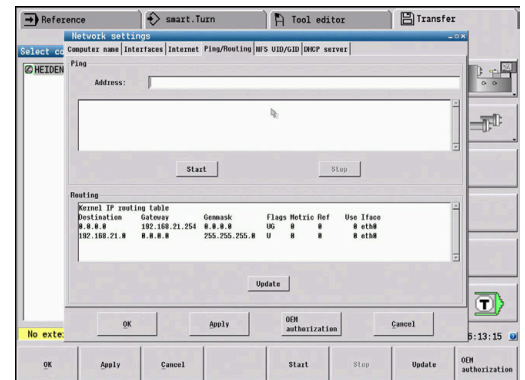 Reference smart.Turn Tool editor Transfer
Network settings
Select co
Computer name Interfaces Internet Ping/Routing NFS UID/GID DHCP server
HEIDEN
Ping
Address:
Start Stop
Routing
Kernel IP routing table
Destination Gateway Genmask Flags Metric Ref Use Iface
0.0.0.0 192.168.21.254 0.0.0.0 UG 0 0 0 eth0
192.168.21.0 0.0.0.0 255.255.255.0 U 0 0 0 eth0
Update
OK Apply OEM authorization Cancel
No exte 6:13:15
OK Apply Cancel Start Stop Update OEM authorization
T